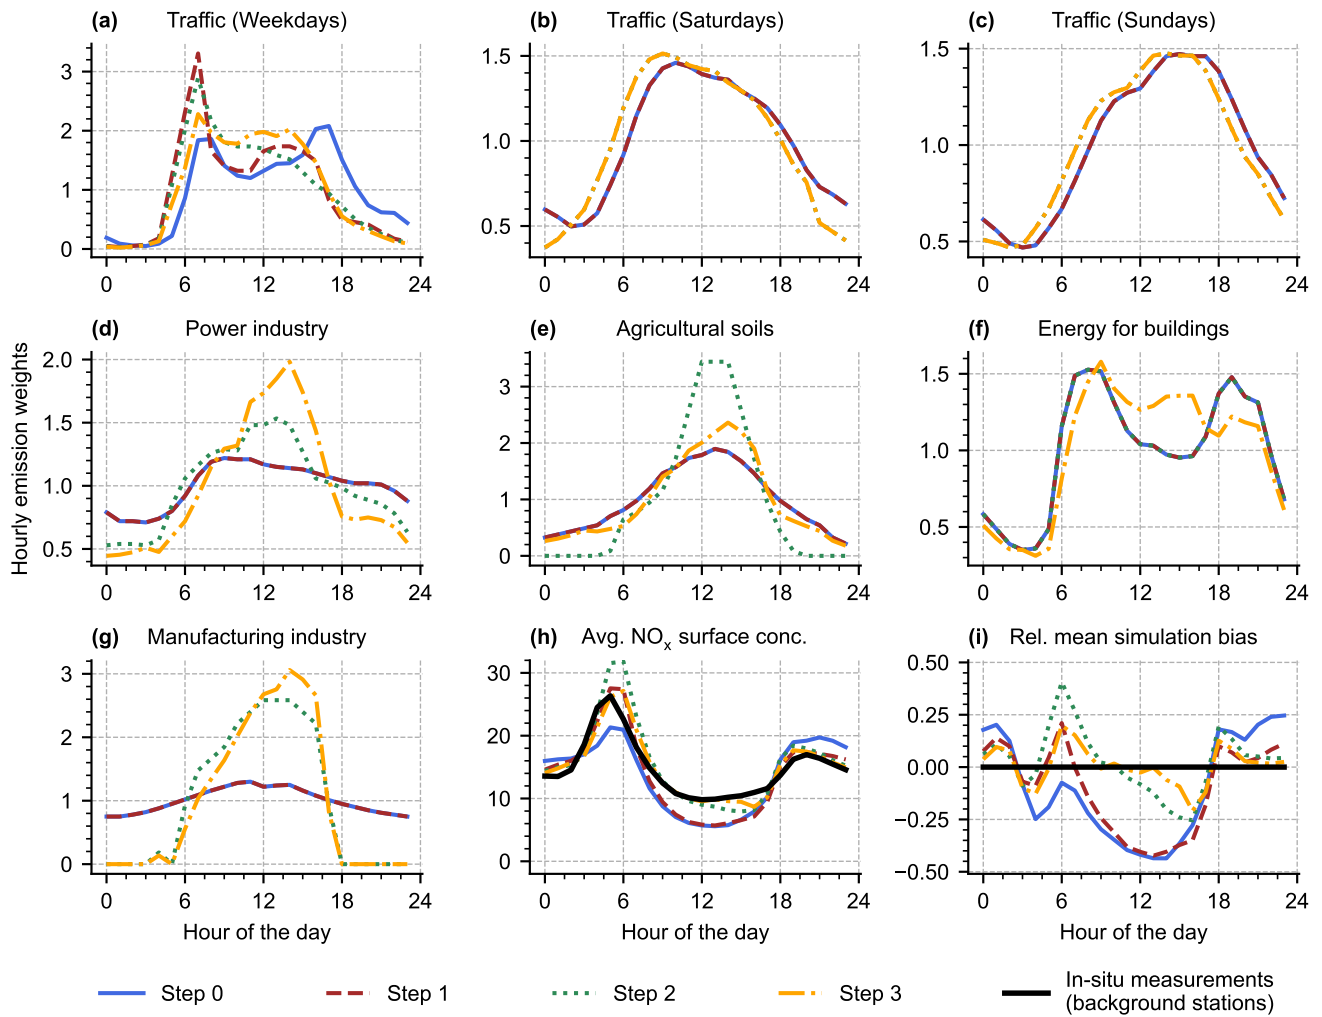 (a) Traffic (Weekdays)
(b) Traffic (Saturdays)
(c) Traffic (Sundays)
3
2
1
0
0 6 12 18 24
1.5
1.0
0.5
0 6 12 18 24
1.5
1.0
0.5
0 6 12 18 24
Hourly emission weights
(d) Power industry
(e) Agricultural soils
(f) Energy for buildings
2.0
1.5
1.0
0.5
0 6 12 18 24
3
2
1
0
0 6 12 18 24
1.5
1.0
0.5
0 6 12 18 24
(g) Manufacturing industry
(h) Avg. NOx surface conc.
(i) Rel. mean simulation bias
3
2
1
0
0 6 12 18 24
Hour of the day
30
20
10
0
0 6 12 18 24
Hour of the day
0.50
0.25
0.00
−0.25
−0.50
0 6 12 18 24
Hour of the day
Step 0
Step 1
Step 2
Step 3
In-situ measurements
(background stations)